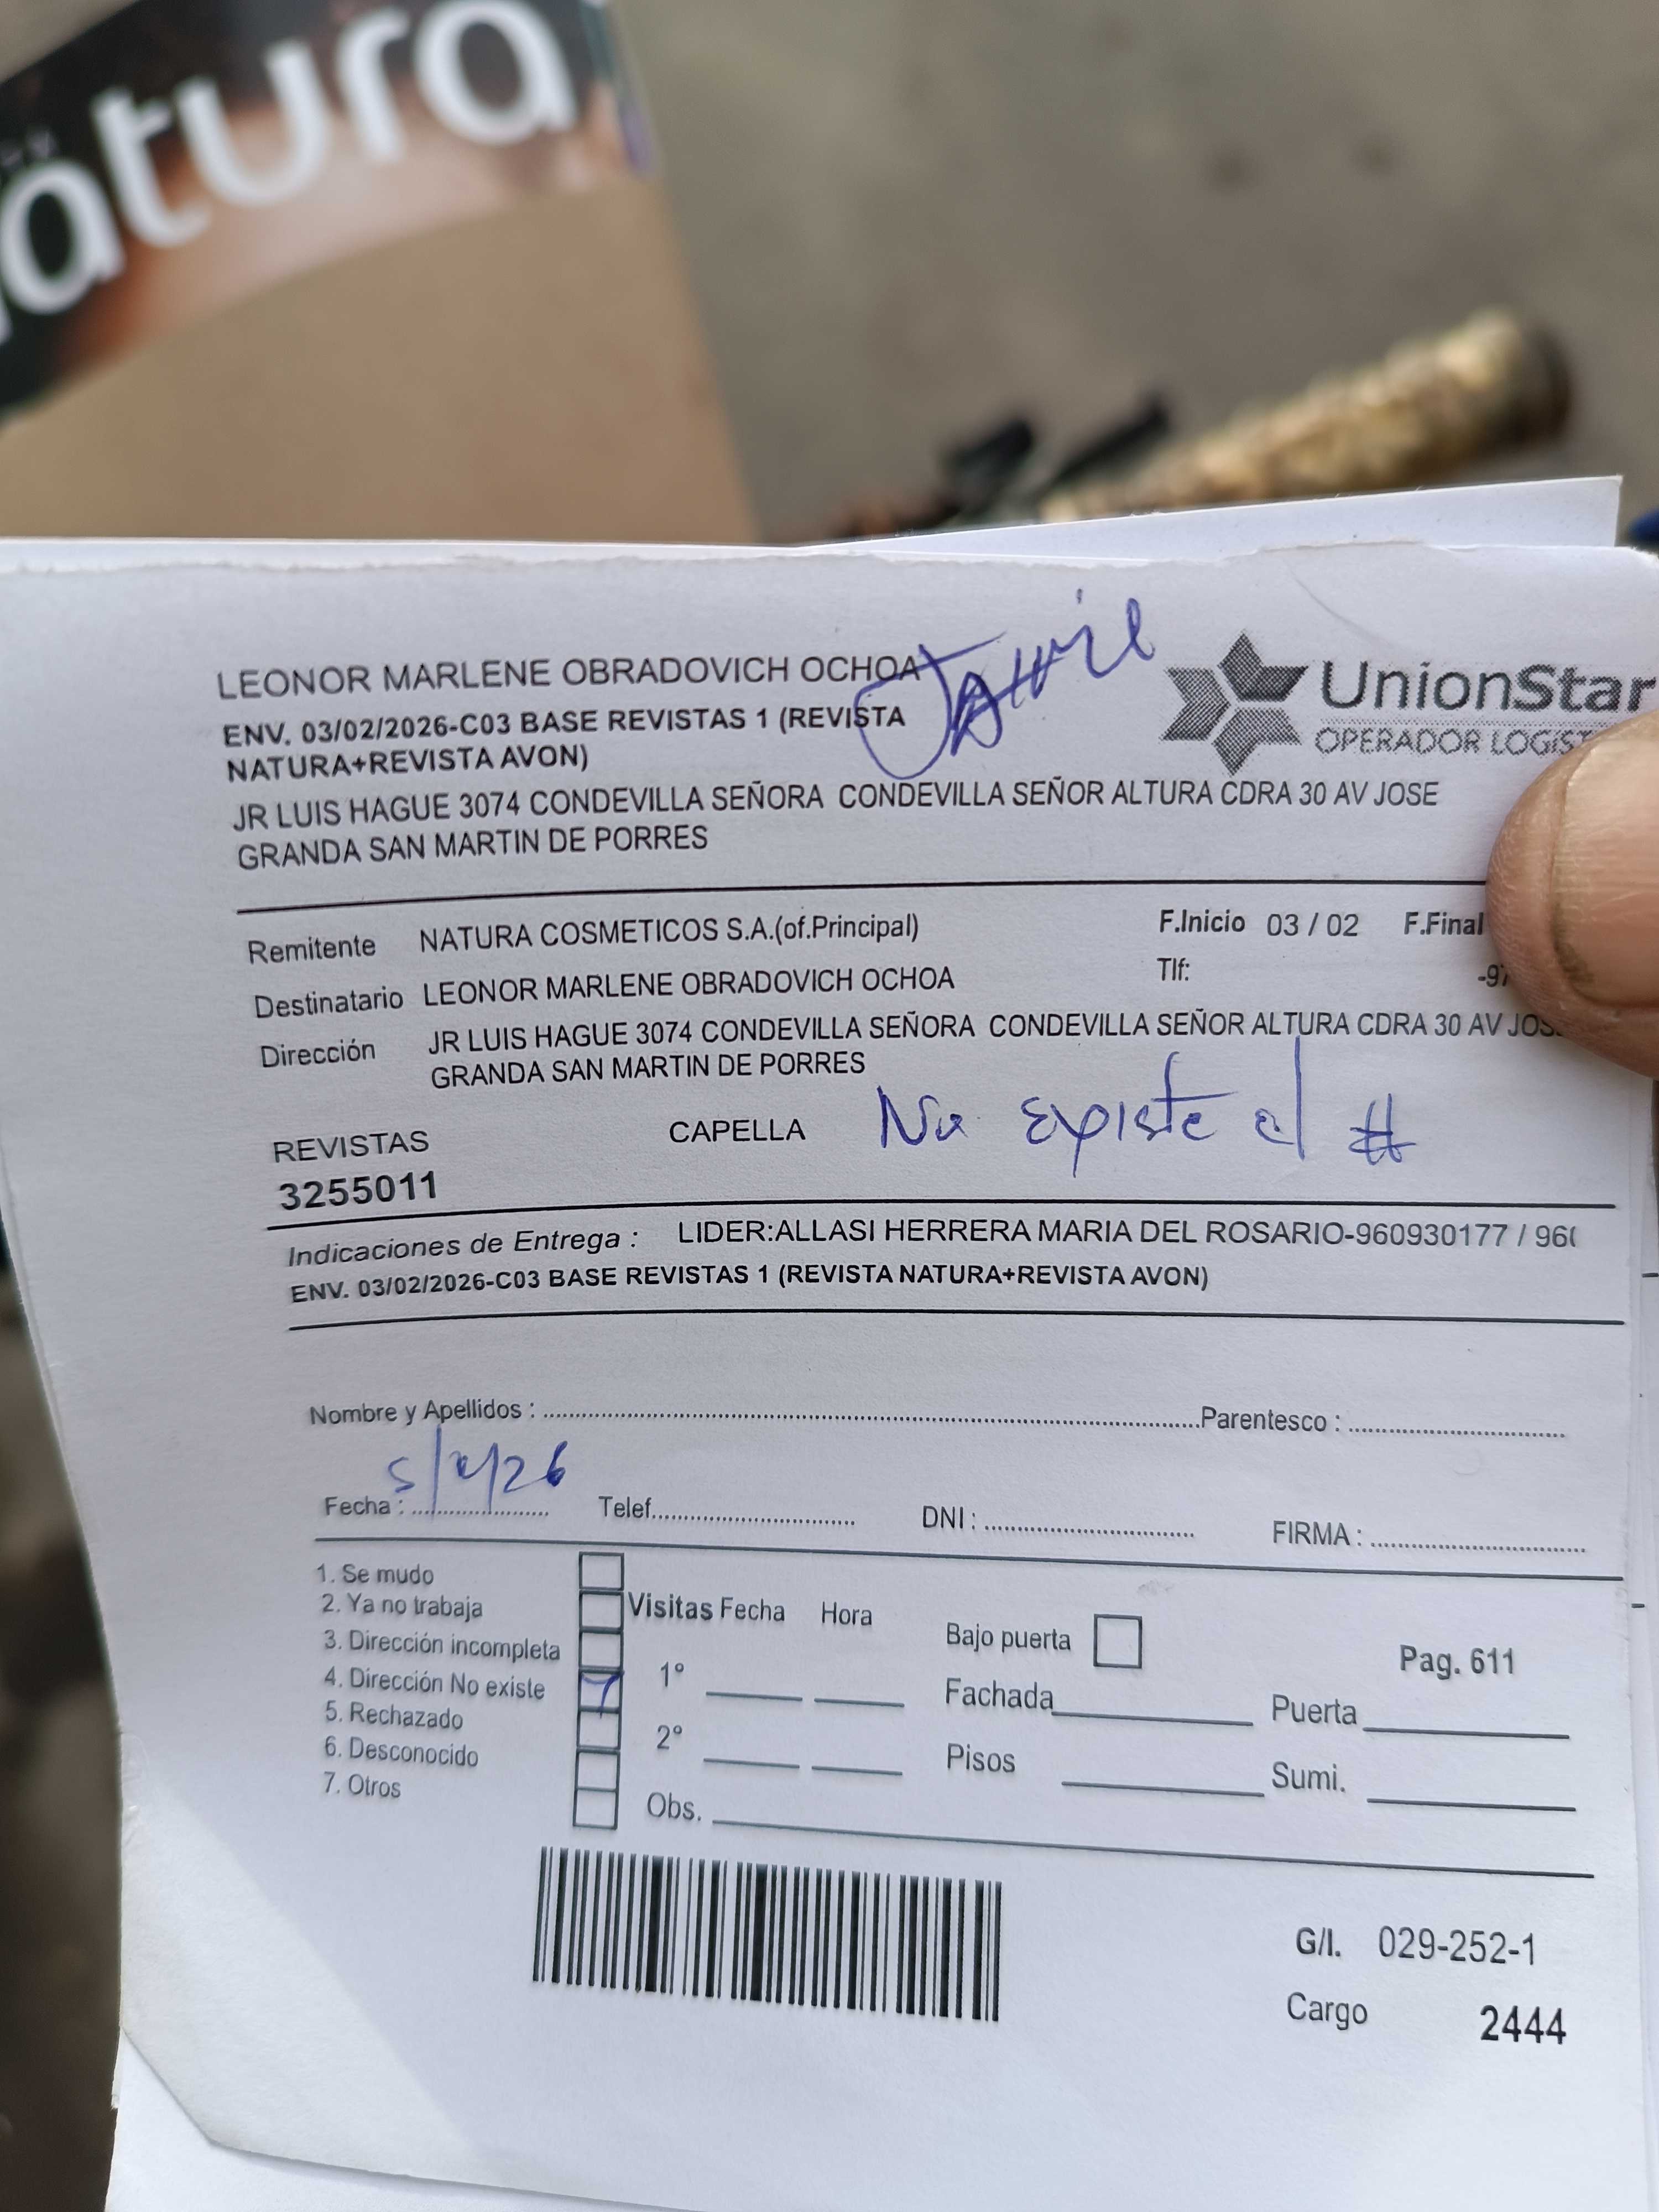 natura
LEONOR MARLENE OBRADOVICH OCHOA
UnionStar
OPERADOR LOGIST
ENV. 03/02/2026-C03 BASE REVISTAS 1 (REVISTA
NATURA+REVISTA AVON)
JR LUIS HAGUE 3074 CONDEVILLA SEÑORA CONDEVILLA SEÑOR ALTURA CDRA 30 AV JOSE
GRANDA SAN MARTIN DE PORRES
Remitente NATURA COSMETICOS S.A.(of.Principal) F.Inicio 03 / 02 F.Final
Destinatario LEONOR MARLENE OBRADOVICH OCHOA Tlf: -97
Dirección JR LUIS HAGUE 3074 CONDEVILLA SEÑORA CONDEVILLA SEÑOR ALTURA CDRA 30 AV JOS
GRANDA SAN MARTIN DE PORRES
REVISTAS CAPELLA No existe el #
3255011
Indicaciones de Entrega : LIDER:ALLASI HERRERA MARIA DEL ROSARIO-960930177 / 960
ENV. 03/02/2026-C03 BASE REVISTAS 1 (REVISTA NATURA+REVISTA AVON)
Nombre y Apellidos : Parentesco :
Fecha : 5/2/26 Telef. DNI : FIRMA :
1. Se mudo
2. Ya no trabaja Visitas Fecha Hora
3. Dirección incompleta Bajo puerta Pag. 611
4. Dirección No existe 1° Fachada Puerta
5. Rechazado
6. Desconocido 2° Pisos Sumi.
7. Otros Obs.
G/I. 029-252-1
Cargo 2444